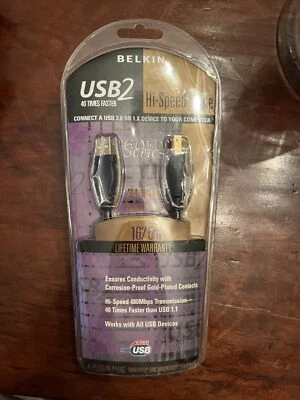 BELKIN
USB2
40 TIMES FASTER
Hi-Speed
CONNECT A USB 2.0 OR 1.X DEVICE TO YOUR COMPUTER
Series
LIFETIME WARRANTY
Ensures Conductivity with
Corrosion-Proof Gold-Plated Contacts
Hi-Speed 480Mbps Transmission—
40 Times Faster than USB 1.1
Works with All USB Devices
USB